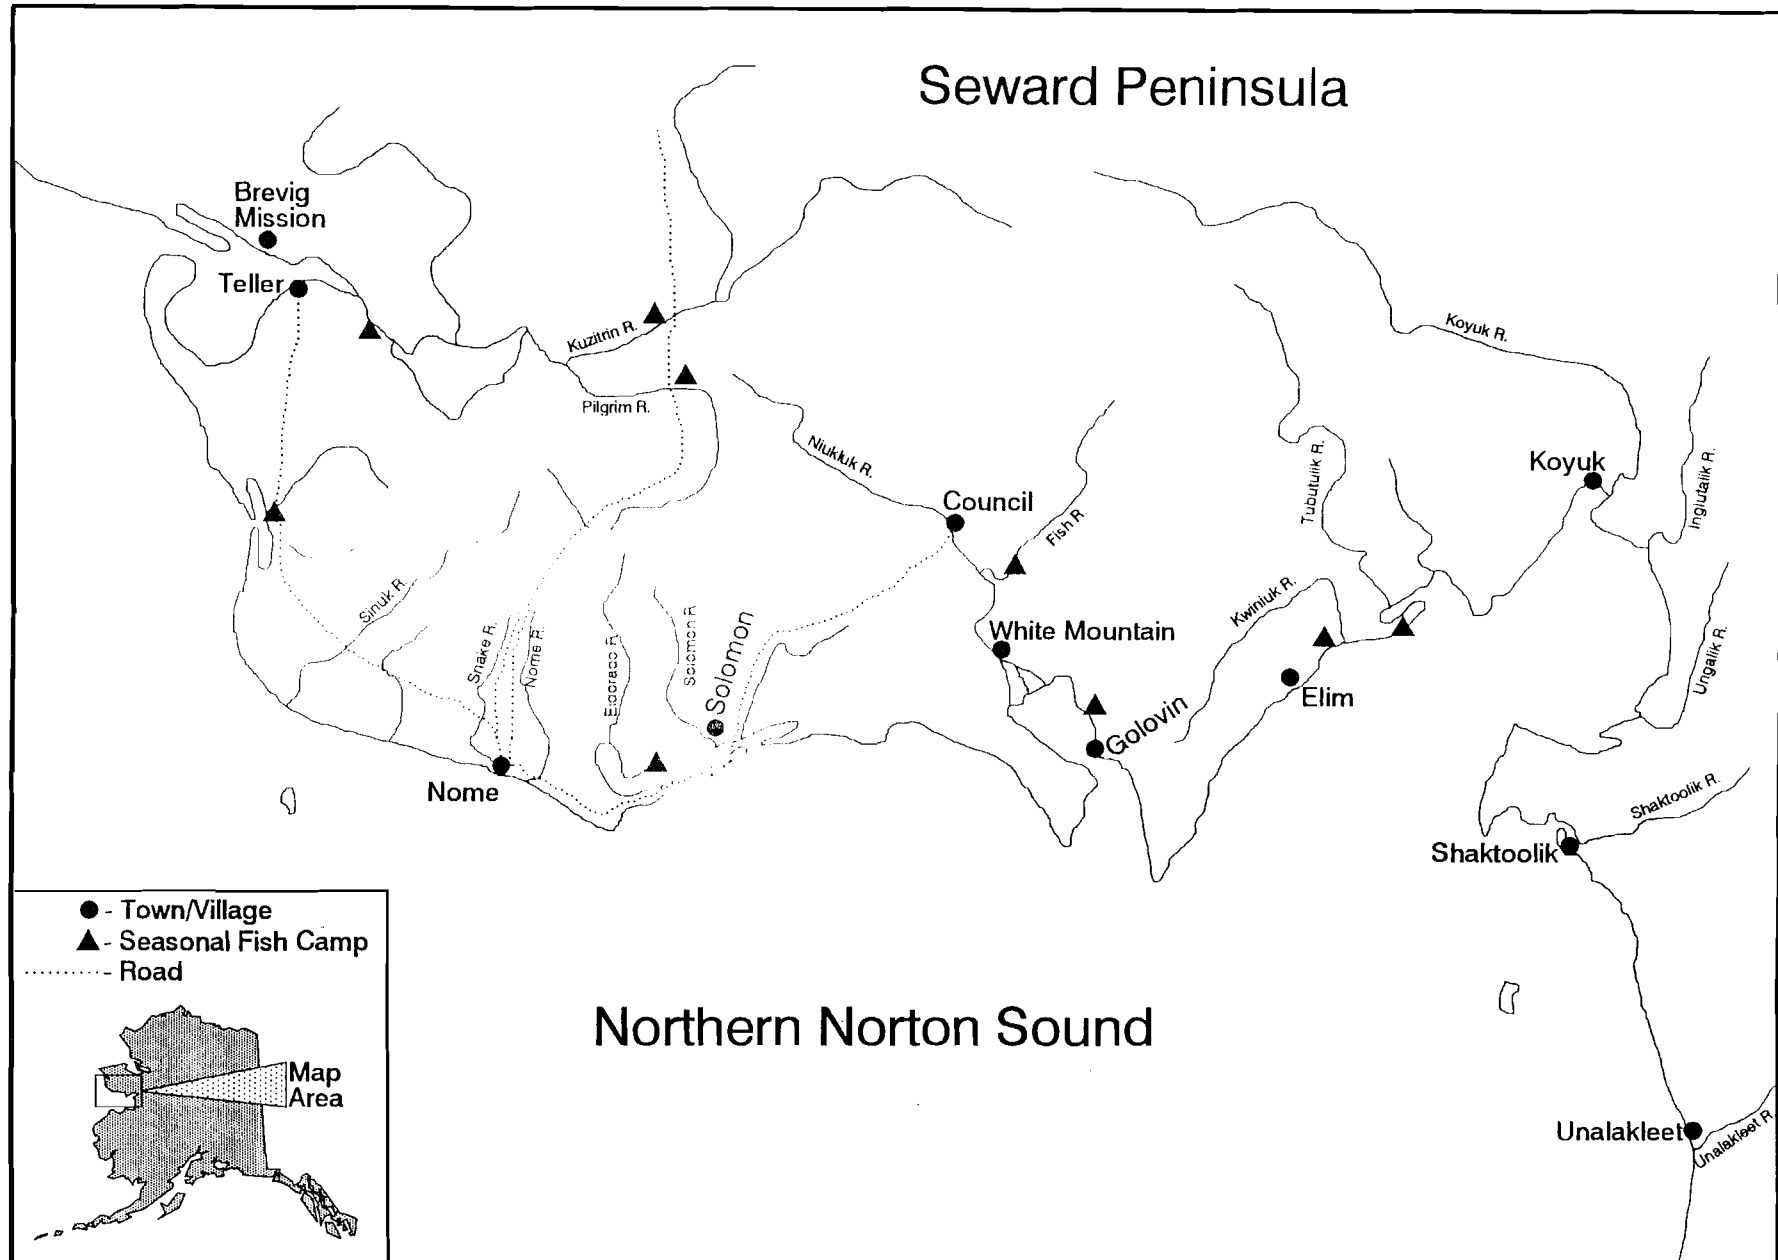 Seward Peninsula
Brevig
Mission
Teller
Kuzitrin R.
Pilgrim R.
Koyuk R.
Niukluk R.
Koyuk
Council
Fish R
Tubutulik R.
Inglutalik R.
Sinuk R.
Kwiniuk R.
White Mountain
Snake R.
Nome R.
Eldorado R
Solomon R
Solomon
Ungalik R.
Elim
Golovin
Nome
Shaktoolik R.
Shaktoolik
- Town/Village
- Seasonal Fish Camp
- Road
Northern Norton Sound
Map
Area
Unalakleet
Unalakleet R.